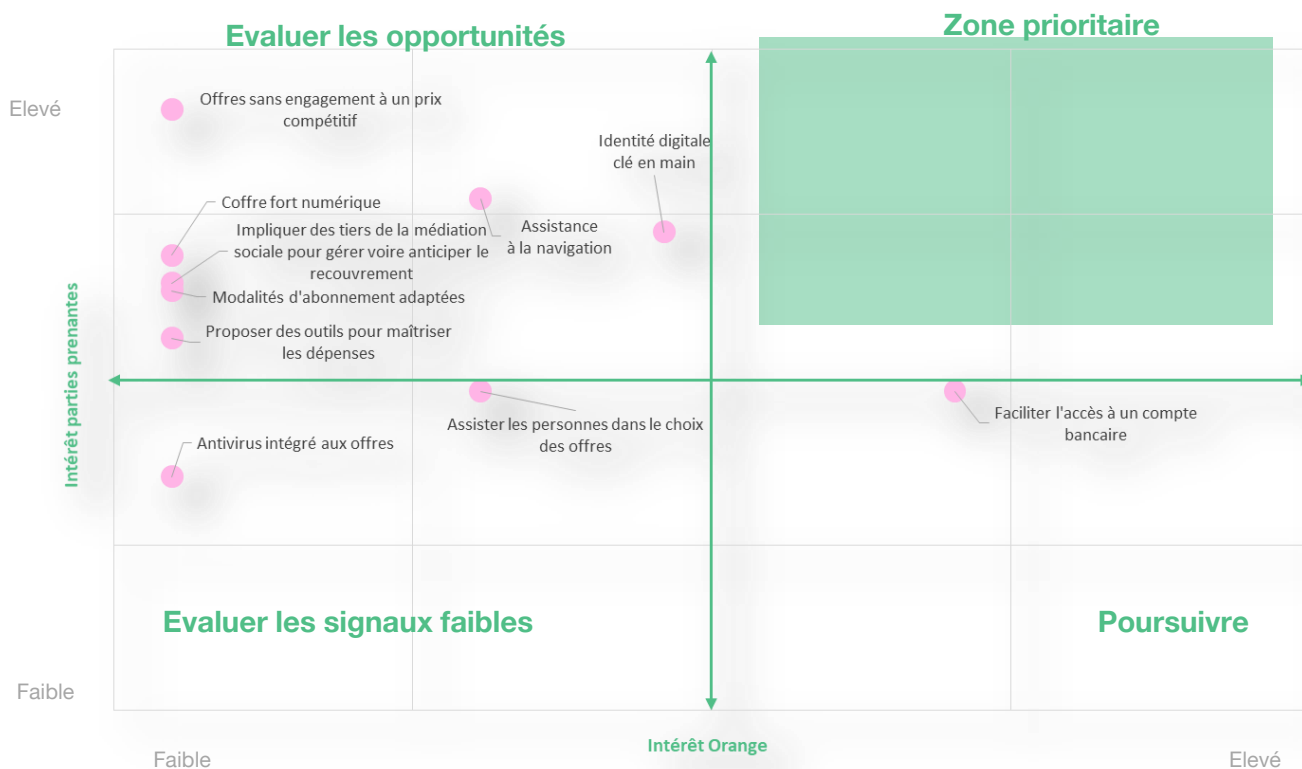 Evaluer les opportunités
Zone prioritaire
Elevé
Offres sans engagement à un prix
compétitif
Identité digitale
clé en main
Coffre fort numérique
Assistance
à la navigation
Impliquer des tiers de la médiation
sociale pour gérer voire anticiper le
recouvrement
Modalités d'abonnement adaptées
Proposer des outils pour maîtriser
les dépenses
Intérêt parties prenantes
Assister les personnes dans le choix
des offres
Faciliter l'accès à un compte
bancaire
Antivirus intégré aux offres
Evaluer les signaux faibles
Poursuivre
Faible
Intérêt Orange
Faible
Elevé